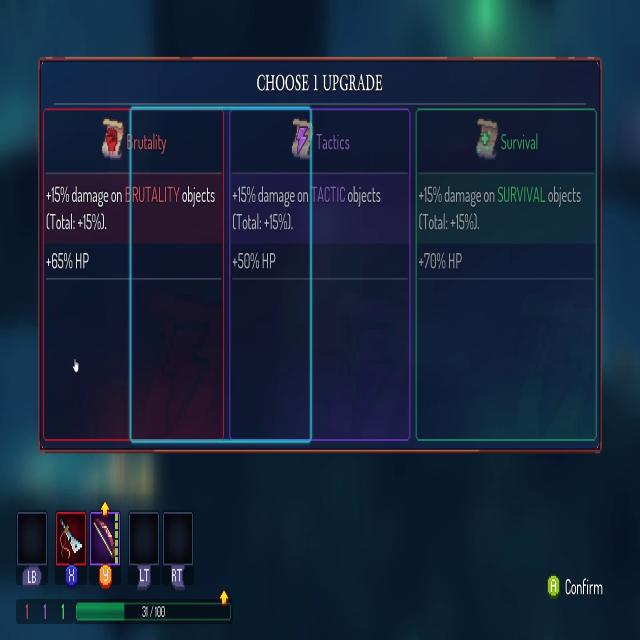 CHOOSE 1 UPGRADE
Brutality
+15% damage on BRUTALITY objects
(Total: +15%).
+65% HP
Tactics
+15% damage on TACTIC objects
(Total: +15%).
+50% HP
Survival
+15% damage on SURVIVAL objects
(Total: +15%).
+70% HP
LB X Y LT RT
1 1 1 31 / 100
A Confirm